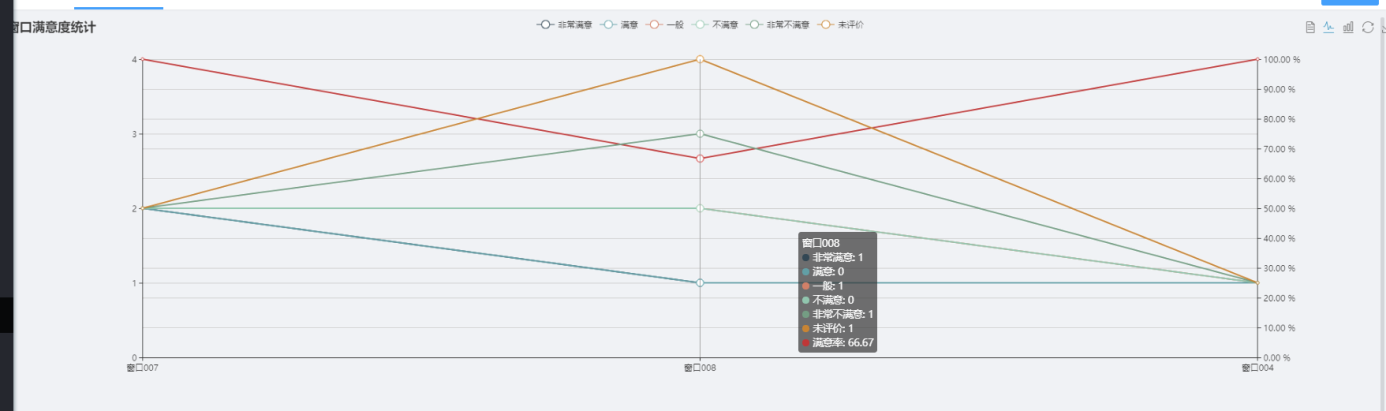 窗口满意度统计
非常满意 满意 一般 不满意 非常不满意 未评价
4
3
2
1
0
100.00 %
90.00 %
80.00 %
70.00 %
60.00 %
50.00 %
40.00 %
30.00 %
20.00 %
10.00 %
0.00 %
窗口008
非常满意: 1
满意: 0
一般: 1
不满意: 0
非常不满意: 1
未评价: 1
满意率: 66.67
窗口007 窗口008 窗口004